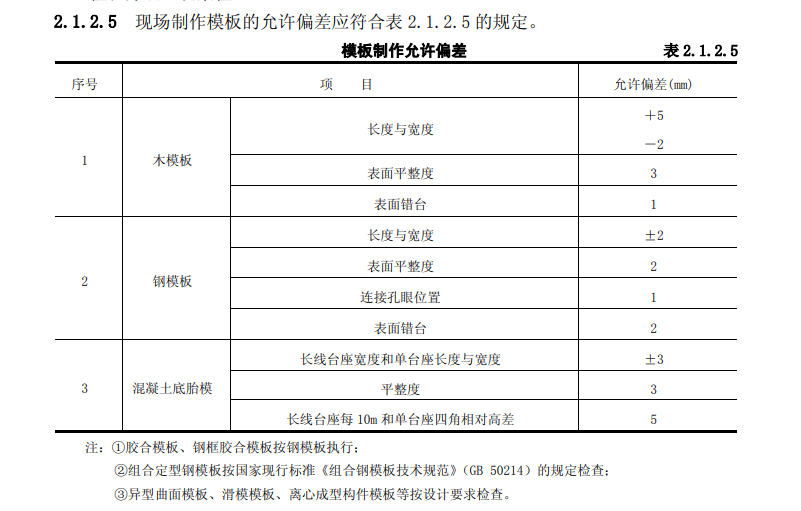 2.1.2.5 现场制作模板的允许偏差应符合表 2.1.2.5 的规定。
模板制作允许偏差 表 2.1.2.5
序号 项 目 允许偏差(mm)
1 木模板 长度与宽度 +5
-2
表面平整度 3
表面错台 1
2 钢模板 长度与宽度 ±2
表面平整度 2
连接孔眼位置 1
表面错台 2
3 混凝土底胎模 长线台座宽度和单台座长度与宽度 ±3
平整度 3
长线台座每 10m 和单台座四角相对高差 5
注：①胶合模板、钢框胶合模板按钢模板执行；
②组合定型钢模板按国家现行标准《组合钢模板技术规范》（GB 50214）的规定检查；
③异型曲面模板、滑模模板、离心成型构件模板等按设计要求检查。